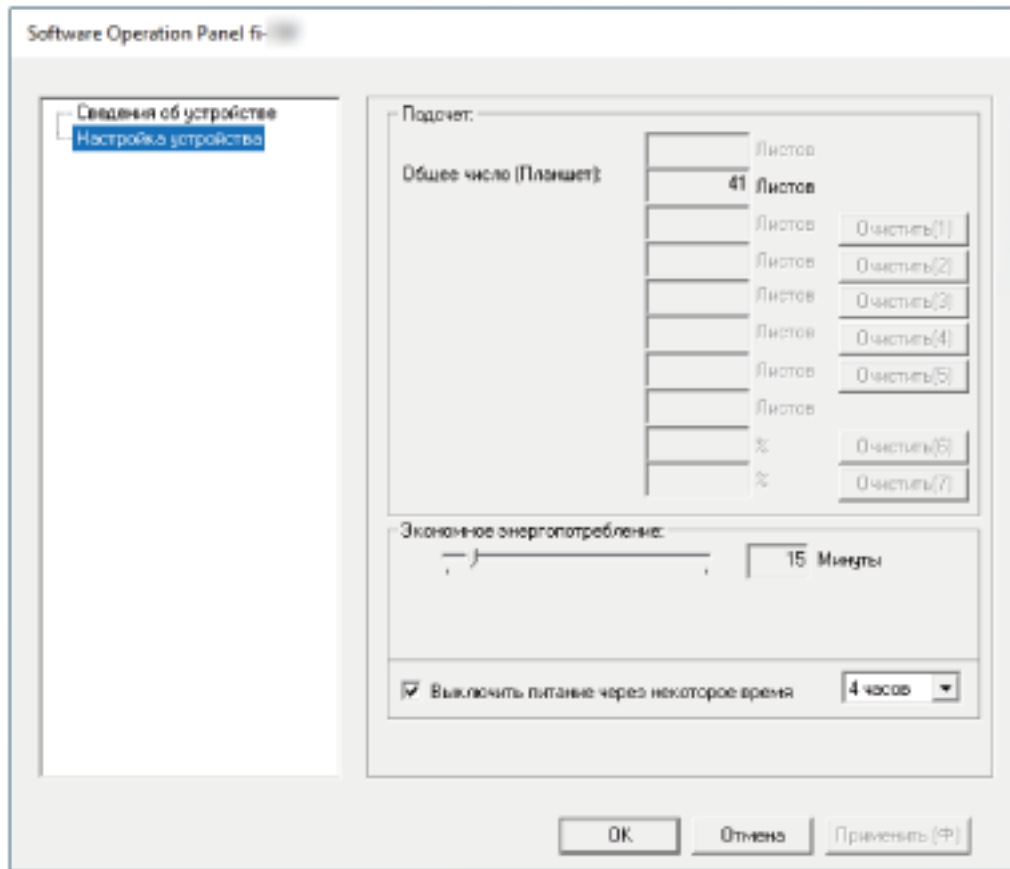 Software Operation Panel fi-
Сведения об устройстве
Настройка устройства
Подсчет:
Листов
Общее число (Планшет):
41 Листов
Листов Очистить(1)
Листов Очистить(2)
Листов Очистить(3)
Листов Очистить(4)
Листов Очистить(5)
Листов
% Очистить(6)
% Очистить(7)
Экономное энергопотребление:
15 Минуты
Выключить питание через некоторое время 4 часов
OK Отмена Применить (Ф)